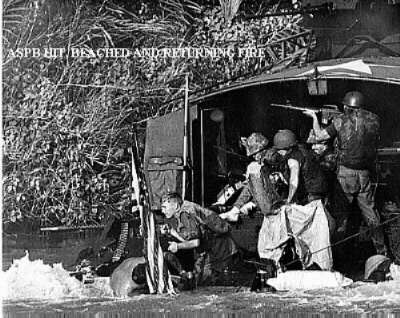 ASPB HIT, BEACHED AND RETURNING FIRE